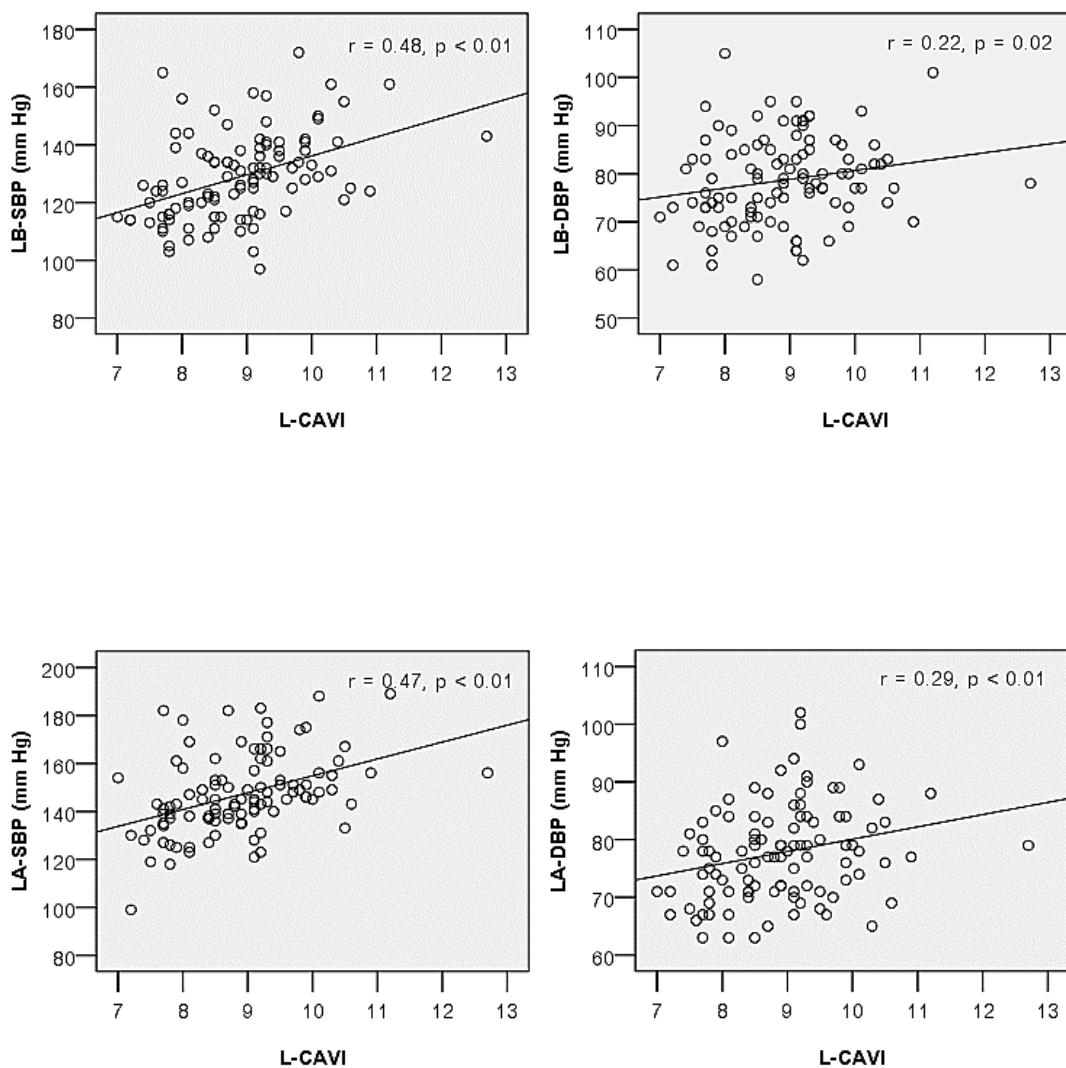 r = 0.48, p < 0.01
LB-SBP (mm Hg)
180
160
140
120
100
80
7 8 9 10 11 12 13
L-CAVI
r = 0.22, p = 0.02
LB-DBP (mm Hg)
110
100
90
80
70
60
50
7 8 9 10 11 12 13
L-CAVI
r = 0.47, p < 0.01
LA-SBP (mm Hg)
200
180
160
140
120
100
80
7 8 9 10 11 12 13
L-CAVI
r = 0.29, p < 0.01
LA-DBP (mm Hg)
110
100
90
80
70
60
7 8 9 10 11 12 13
L-CAVI